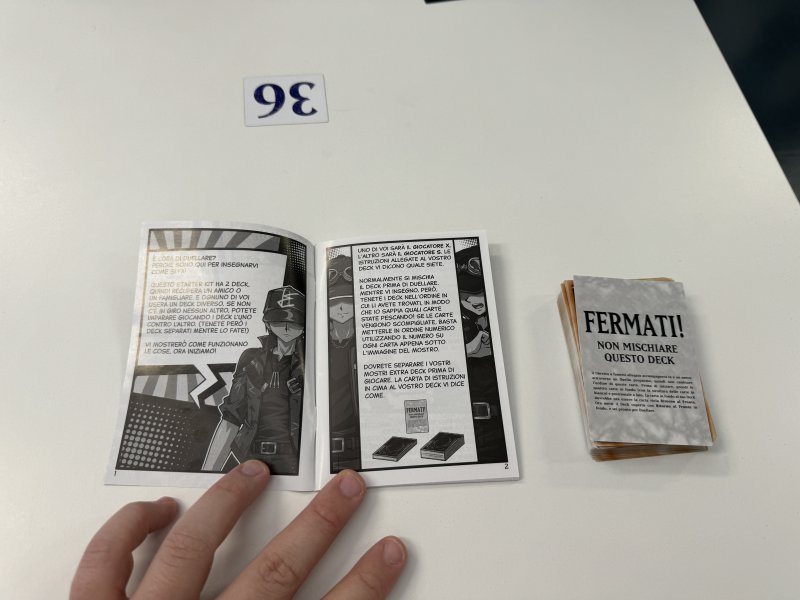 36
È ORA DI DUELLARE?
PERCHÉ SONO QUI PER INSEGNARVI
COME SI FA!
QUESTO STARTER KIT HA 2 DECK,
QUINDI RECUPERA UN AMICO O
UN FAMIGLIARE, E OGNUNO DI VOI
USERÀ UN DECK DIVERSO. SE NON
C'È IN GIRO NESSUN ALTRO, POTETE
IMPARARE GIOCANDO I DECK L'UNO
CONTRO L'ALTRO. (TENETE PERÒ I
DECK SEPARATI MENTRE LO FATE!)
VI MOSTRERÒ COME FUNZIONANO
LE COSE, ORA INIZIAMO!
1
UNO DI VOI SARÀ IL GIOCATORE X,
L'ALTRO SARÀ IL GIOCATORE S. LE
ISTRUZIONI ALLEGATE AL VOSTRO
DECK VI DICONO QUALE SIETE.
NORMALMENTE SI MISCHIA
IL DECK PRIMA DI DUELLARE.
MENTRE VI INSEGNO, PERÒ,
TENETE I DECK NELL'ORDINE IN
CUI LI AVETE TROVATI, IN MODO
CHE IO SAPPIA QUALI CARTE
STATE PESCANDO! SE LE CARTE
VENGONO SCOMPIGLIATE, BASTA
METTERLE IN ORDINE NUMERICO
UTILIZZANDO IL NUMERO SU
OGNI CARTA APPENA SOTTO
L'IMMAGINE DEL MOSTRO.
DOVRETE SEPARARE I VOSTRI
MOSTRI EXTRA DECK PRIMA DI
GIOCARE. LA CARTA DI ISTRUZIONI
IN CIMA AL VOSTRO DECK VI DICE
COME.
FERMATI!
2
FERMATI!
NON MISCHIARE
QUESTO DECK